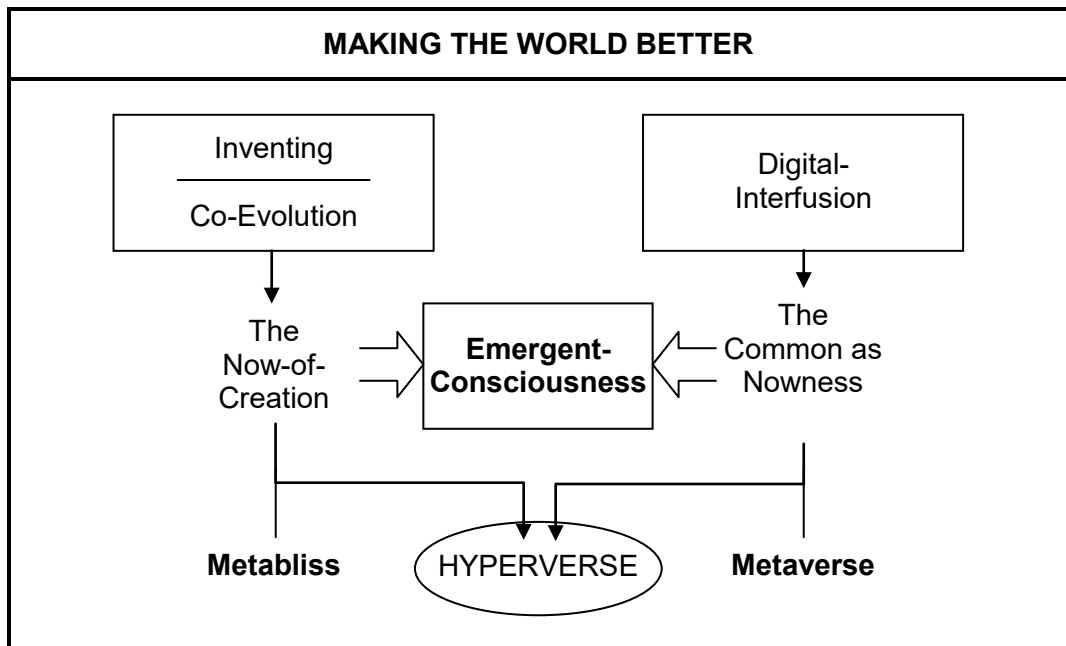 MAKING THE WORLD BETTER
Inventing
Co-Evolution
Digital-
Interfusion
The
Now-of-
Creation
Emergent-
Consciousness
The
Common as
Nowness
Metabliss
HYPERVERSE
Metaverse